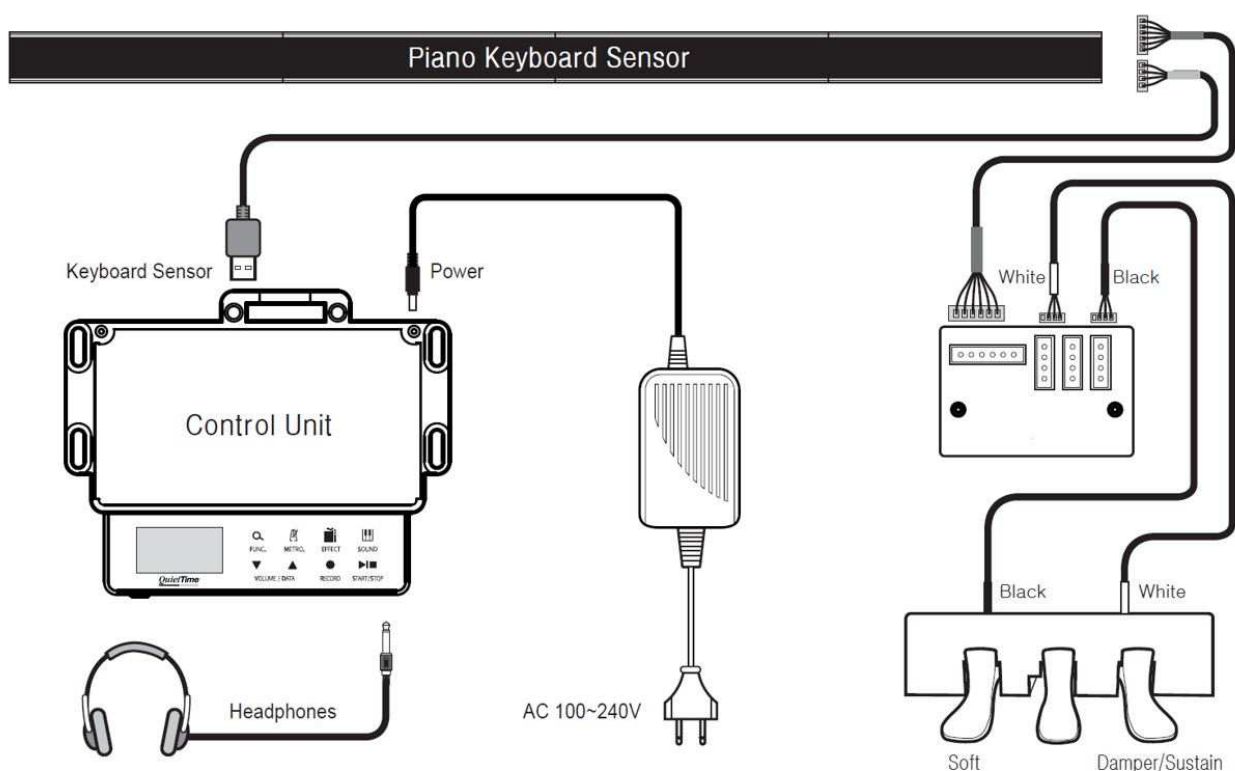 Piano Keyboard Sensor
Keyboard Sensor
Power
White
Black
Control Unit
FUNC.
METRO.
EFFECT
SOUND
VOLUME / DATA
RECORD
START/STOP
QuietTime
Black
White
Headphones
AC 100~240V
Soft
Damper/Sustain